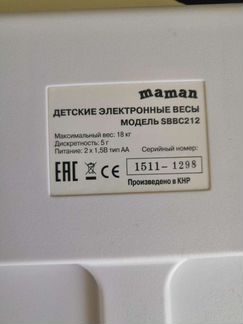 maman
ДЕТСКИЕ ЭЛЕКТРОННЫЕ ВЕСЫ
МОДЕЛЬ SBBC212
Максимальный вес: 18 кг
Дискретность: 5 г
Питание: 2 x 1,5В тип АА
Серийный номер:
EAC
1511-1298
Произведено в КНР